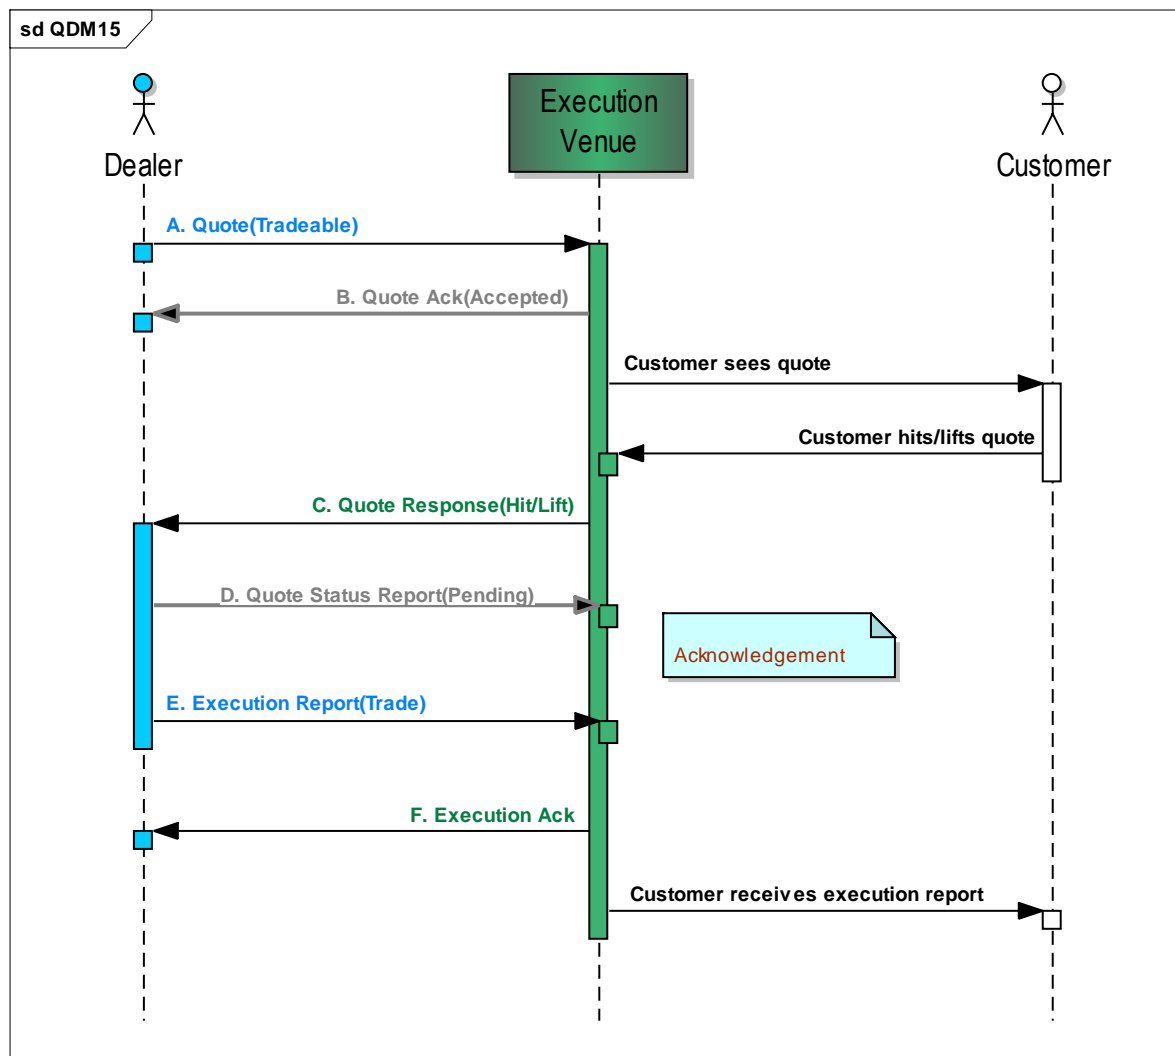 sd QDM15
Execution
Venue
Dealer
Customer
A. Quote(Tradeable)
B. Quote Ack(Accepted)
Customer sees quote
Customer hits/lifts quote
C. Quote Response(Hit/Lift)
D. Quote Status Report(Pending)
Acknowledgement
E. Execution Report(Trade)
F. Execution Ack
Customer receives execution report